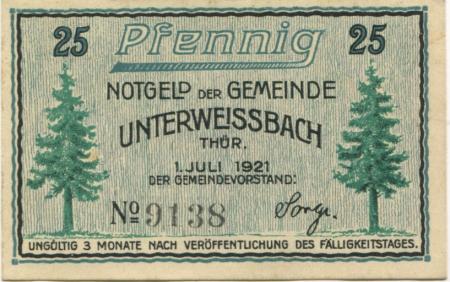 25 Pfennig 25
NOTGELD DER GEMEINDE
UNTERWEISSBACH
THÜR.
1. JULI 1921
DER GEMEINDEVORSTAND:
No 9138
UNGÜLTIG 3 MONATE NACH VERÖFFENTLICHUNG DES FÄLLIGKEITSTAGES.